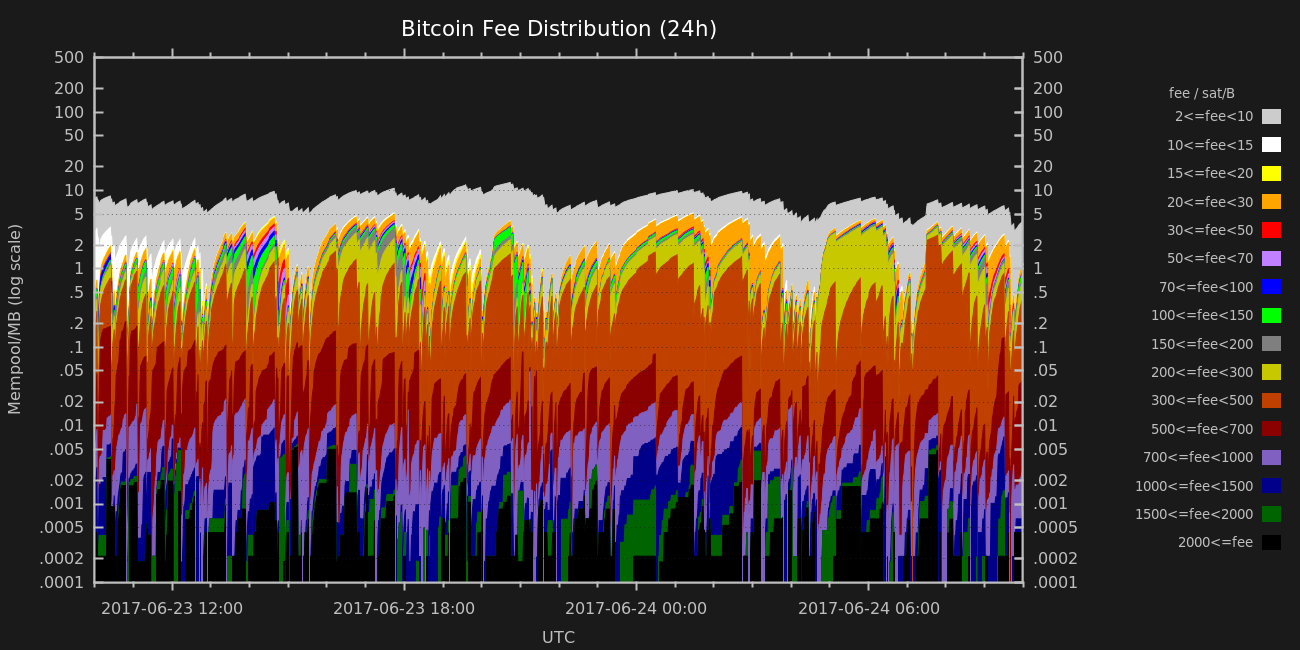 Bitcoin Fee Distribution (24h)
500
200
100
50
20
10
5
2
1
.5
.2
.1
.05
.02
.01
.005
.002
.001
.0005
.0002
.0001
Mempool/MB (log scale)
500
200
100
50
20
10
5
2
1
.5
.2
.1
.05
.02
.01
.005
.002
.001
.0005
.0002
.0001
2017-06-23 12:00
2017-06-23 18:00
2017-06-24 00:00
2017-06-24 06:00
UTC
fee / sat/B
2<=fee<10
10<=fee<15
15<=fee<20
20<=fee<30
30<=fee<50
50<=fee<70
70<=fee<100
100<=fee<150
150<=fee<200
200<=fee<300
300<=fee<500
500<=fee<700
700<=fee<1000
1000<=fee<1500
1500<=fee<2000
2000<=fee